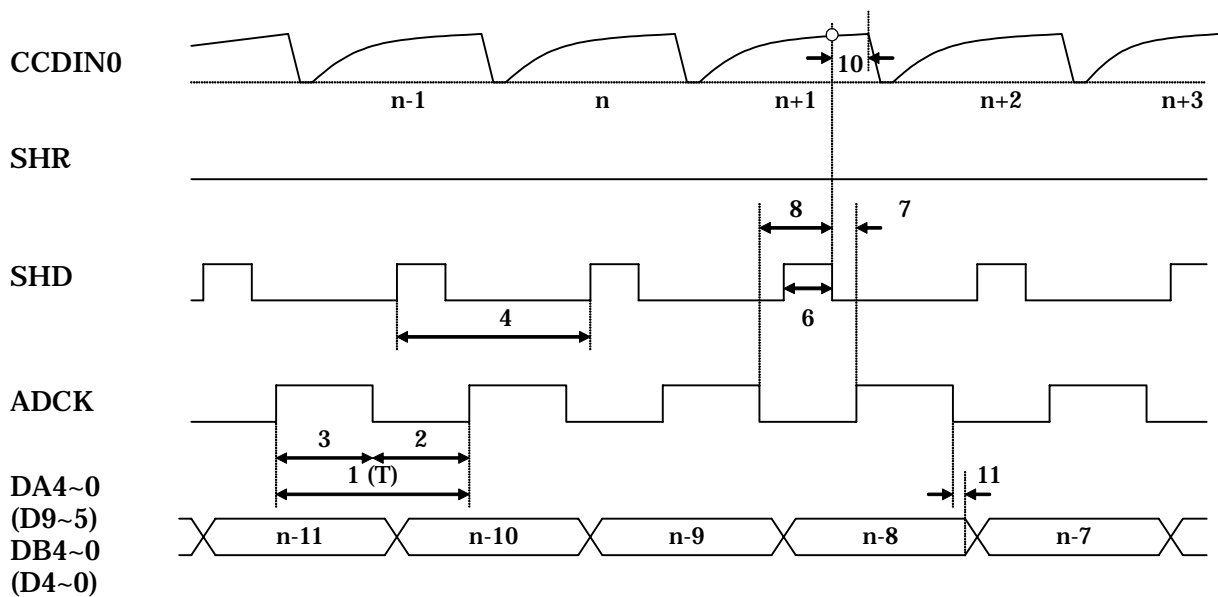 CCDIN0
10
n-1 n n+1 n+2 n+3
SHR
8 7
SHD
6
4
ADCK
3 2
1 (T)
11
DA4~0
(D9~5)
DB4~0
(D4~0)
n-11 n-10 n-9 n-8 n-7